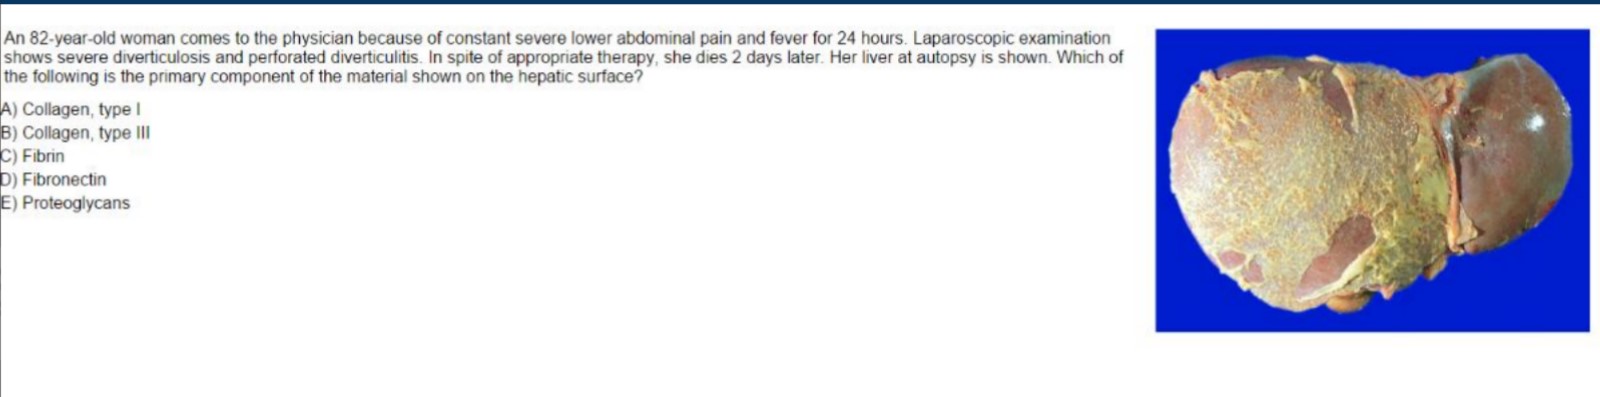 An 82-year-old woman comes to the physician because of constant severe lower abdominal pain and fever for 24 hours. Laparoscopic examination
shows severe diverticulosis and perforated diverticulitis. In spite of appropriate therapy, she dies 2 days later. Her liver at autopsy is shown. Which of
the following is the primary component of the material shown on the hepatic surface?
A) Collagen, type I
B) Collagen, type III
C) Fibrin
D) Fibronectin
E) Proteoglycans